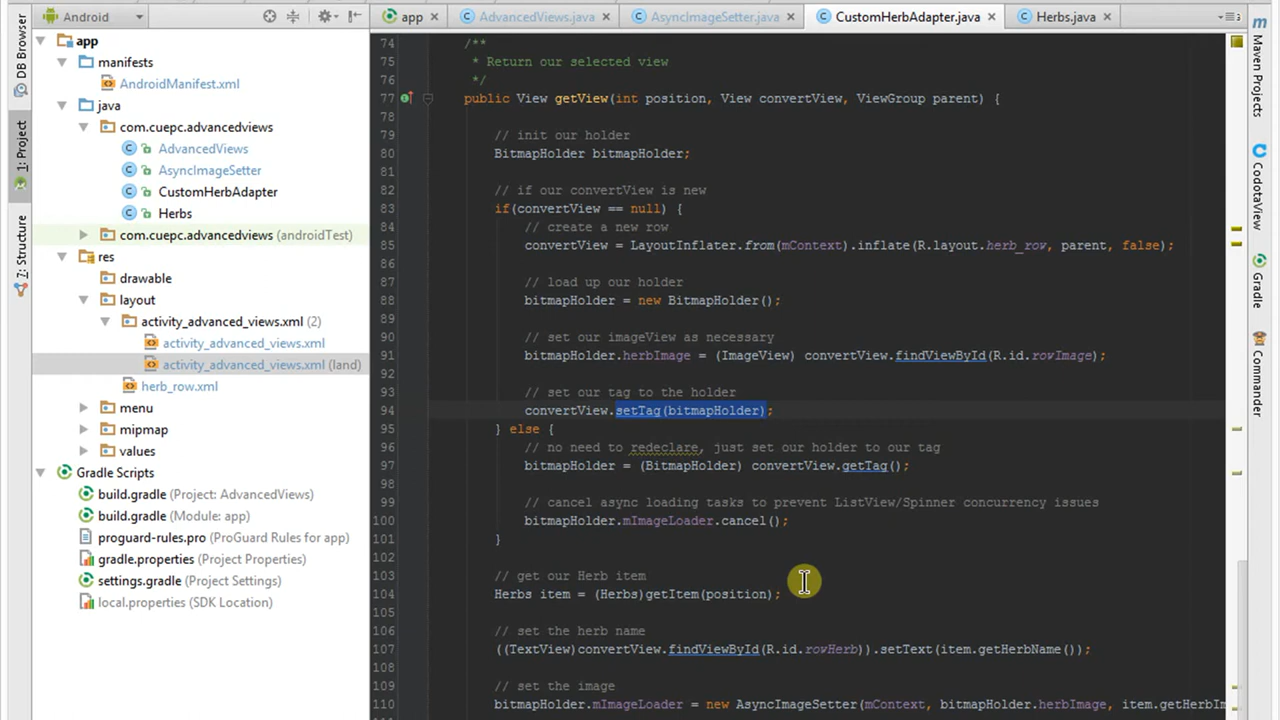 Android
app
AdvancedViews.java
AsyncImageSetter.java
CustomHerbAdapter.java
Herbs.java
DB Browser
1: Project
7: Structure
app
manifests
AndroidManifest.xml
java
com.cuepc.advancedviews
AdvancedViews
AsyncImageSetter
CustomHerbAdapter
Herbs
com.cuepc.advancedviews (androidTest)
res
drawable
layout
activity_advanced_views.xml (2)
activity_advanced_views.xml
activity_advanced_views.xml (land)
herb_row.xml
menu
mipmap
values
Gradle Scripts
build.gradle (Project: AdvancedViews)
build.gradle (Module: app)
proguard-rules.pro (ProGuard Rules for app)
gradle.properties (Project Properties)
settings.gradle (Project Settings)
local.properties (SDK Location)
74 /**
75 * Return our selected view
76 */
77 public View getView(int position, View convertView, ViewGroup parent) {
78
79 // init our holder
80 BitmapHolder bitmapHolder;
81
82 // if our convertView is new
83 if(convertView == null) {
84 // create a new row
85 convertView = LayoutInflater.from(mContext).inflate(R.layout.herb_row, parent, false);
86
87 // load up our holder
88 bitmapHolder = new BitmapHolder();
89
90 // set our imageView as necessary
91 bitmapHolder.herbImage = (ImageView) convertView.findViewById(R.id.rowImage);
92
93 // set our tag to the holder
94 convertView.setTag(bitmapHolder);
95 } else {
96 // no need to redeclare, just set our holder to our tag
97 bitmapHolder = (BitmapHolder) convertView.getTag();
98
99 // cancel async loading tasks to prevent ListView/Spinner concurrency issues
100 bitmapHolder.mImageLoader.cancel();
101 }
102
103 // get our Herb item
104 Herbs item = (Herbs)getItem(position);
105
106 // set the herb name
107 ((TextView)convertView.findViewById(R.id.rowHerb)).setText(item.getHerbName());
108
109 // set the image
110 bitmapHolder.mImageLoader = new AsyncImageSetter(mContext, bitmapHolder.herbImage, item.getHerbIm
Maven Projects
CodotaView
Gradle
Commander